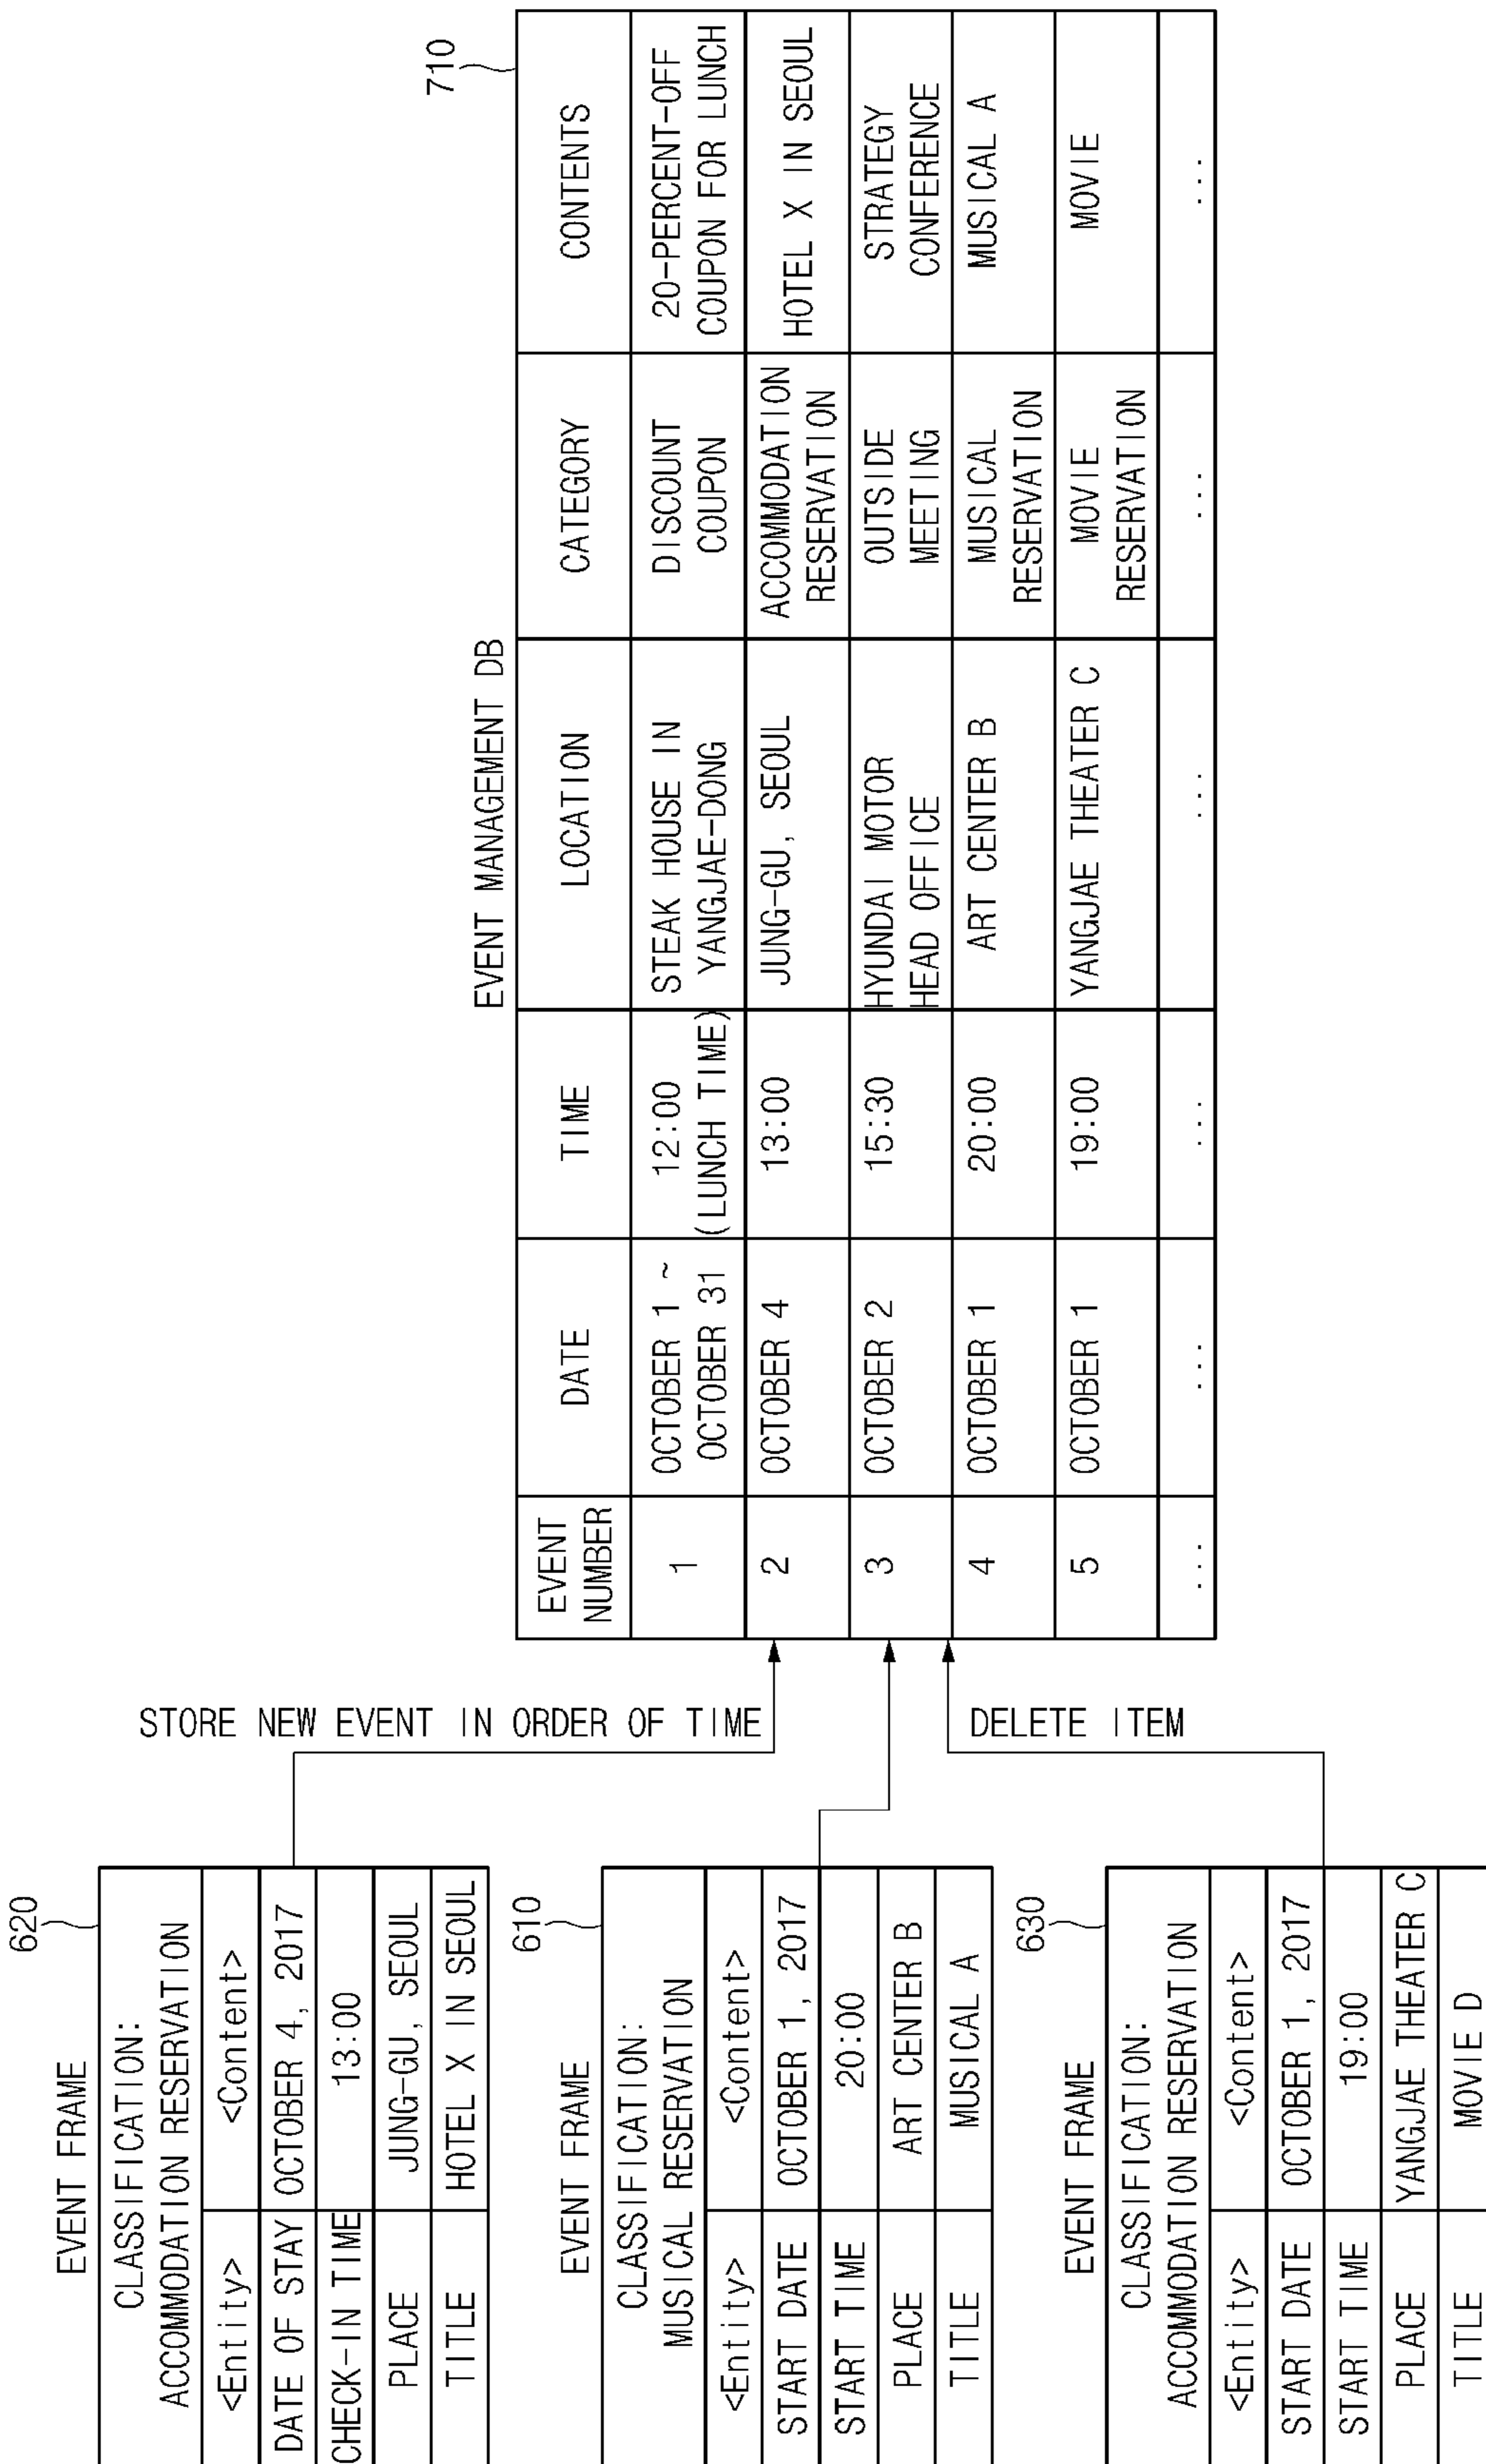 EVENT FRAME
620
CLASSIFICATION:
ACCOMMODATION RESERVATION
<Entity> <Content>
DATE OF STAY OCTOBER 4, 2017
CHECK-IN TIME 13:00
PLACE JUNG-GU, SEOUL
TITLE HOTEL X IN SEOUL
STORE NEW EVENT IN ORDER OF TIME
EVENT FRAME
610
CLASSIFICATION:
MUSICAL RESERVATION
<Entity> <Content>
START DATE OCTOBER 1, 2017
START TIME 20:00
PLACE ART CENTER B
TITLE MUSICAL A
DELETE ITEM
EVENT FRAME
630
CLASSIFICATION:
ACCOMMODATION RESERVATION
<Entity> <Content>
START DATE OCTOBER 1, 2017
START TIME 19:00
PLACE YANGJAE THEATER C
TITLE MOVIE D
EVENT MANAGEMENT DB
710
EVENT
NUMBER DATE TIME LOCATION CATEGORY CONTENTS
1 OCTOBER 1 ~ 12:00 STEAK HOUSE IN DISCOUNT 20-PERCENT-OFF
OCTOBER 31 (LUNCH TIME) YANGJAE-DONG COUPON COUPON FOR LUNCH
2 OCTOBER 4 13:00 JUNG-GU, SEOUL ACCOMMODATION HOTEL X IN SEOUL
RESERVATION
3 OCTOBER 2 15:30 HYUNDAI MOTOR OUTSIDE STRATEGY
HEAD OFFICE MEETING CONFERENCE
4 OCTOBER 1 20:00 ART CENTER B MUSICAL MUSICAL A
RESERVATION
5 OCTOBER 1 19:00 YANGJAE THEATER C MOVIE MOVIE
RESERVATION
... ... ... ... ... ...